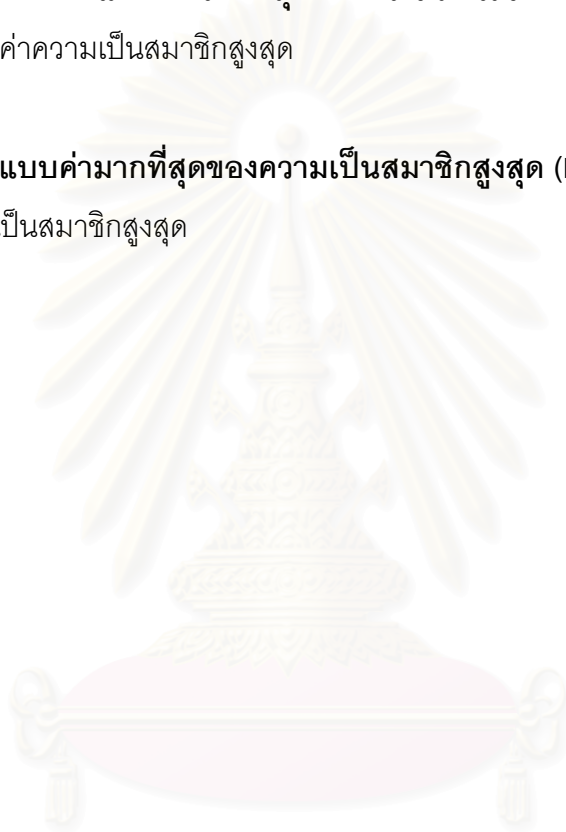 ค่าความเป็นสมาชิกสูงสุด
แบบค่ามากที่สุดของความเป็นสมาชิกสูงสุด (
เป็นสมาชิกสูงสุด